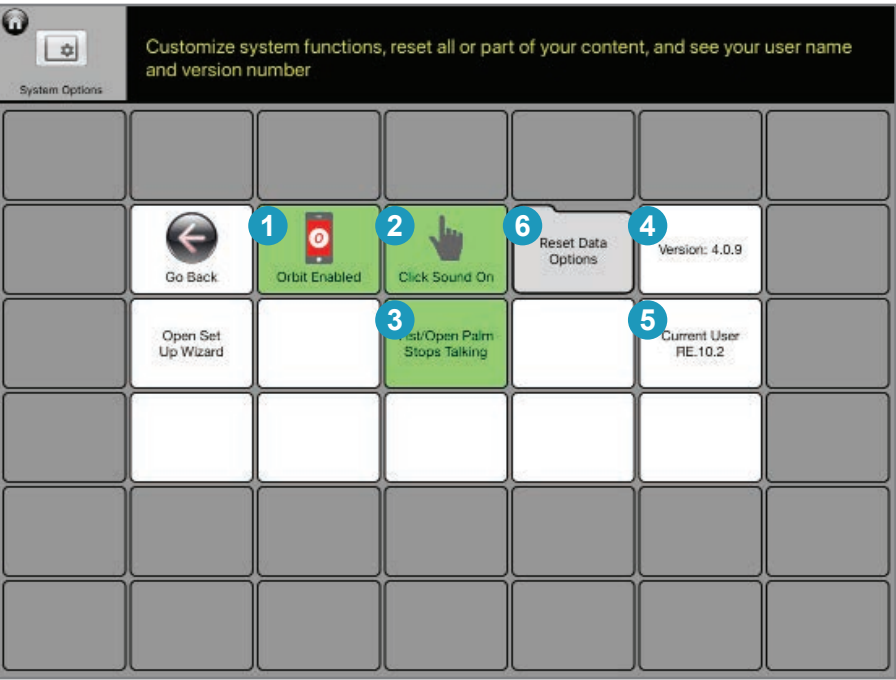 System Options
Customize system functions, reset all or part of your content, and see your user name
and version number
Go Back
1
Orbit Enabled
2
Click Sound On
6
Reset Data
Options
4
Version: 4.0.9
Open Set
Up Wizard
3
Palm
Stops Talking
5
Current User
RE.10.2